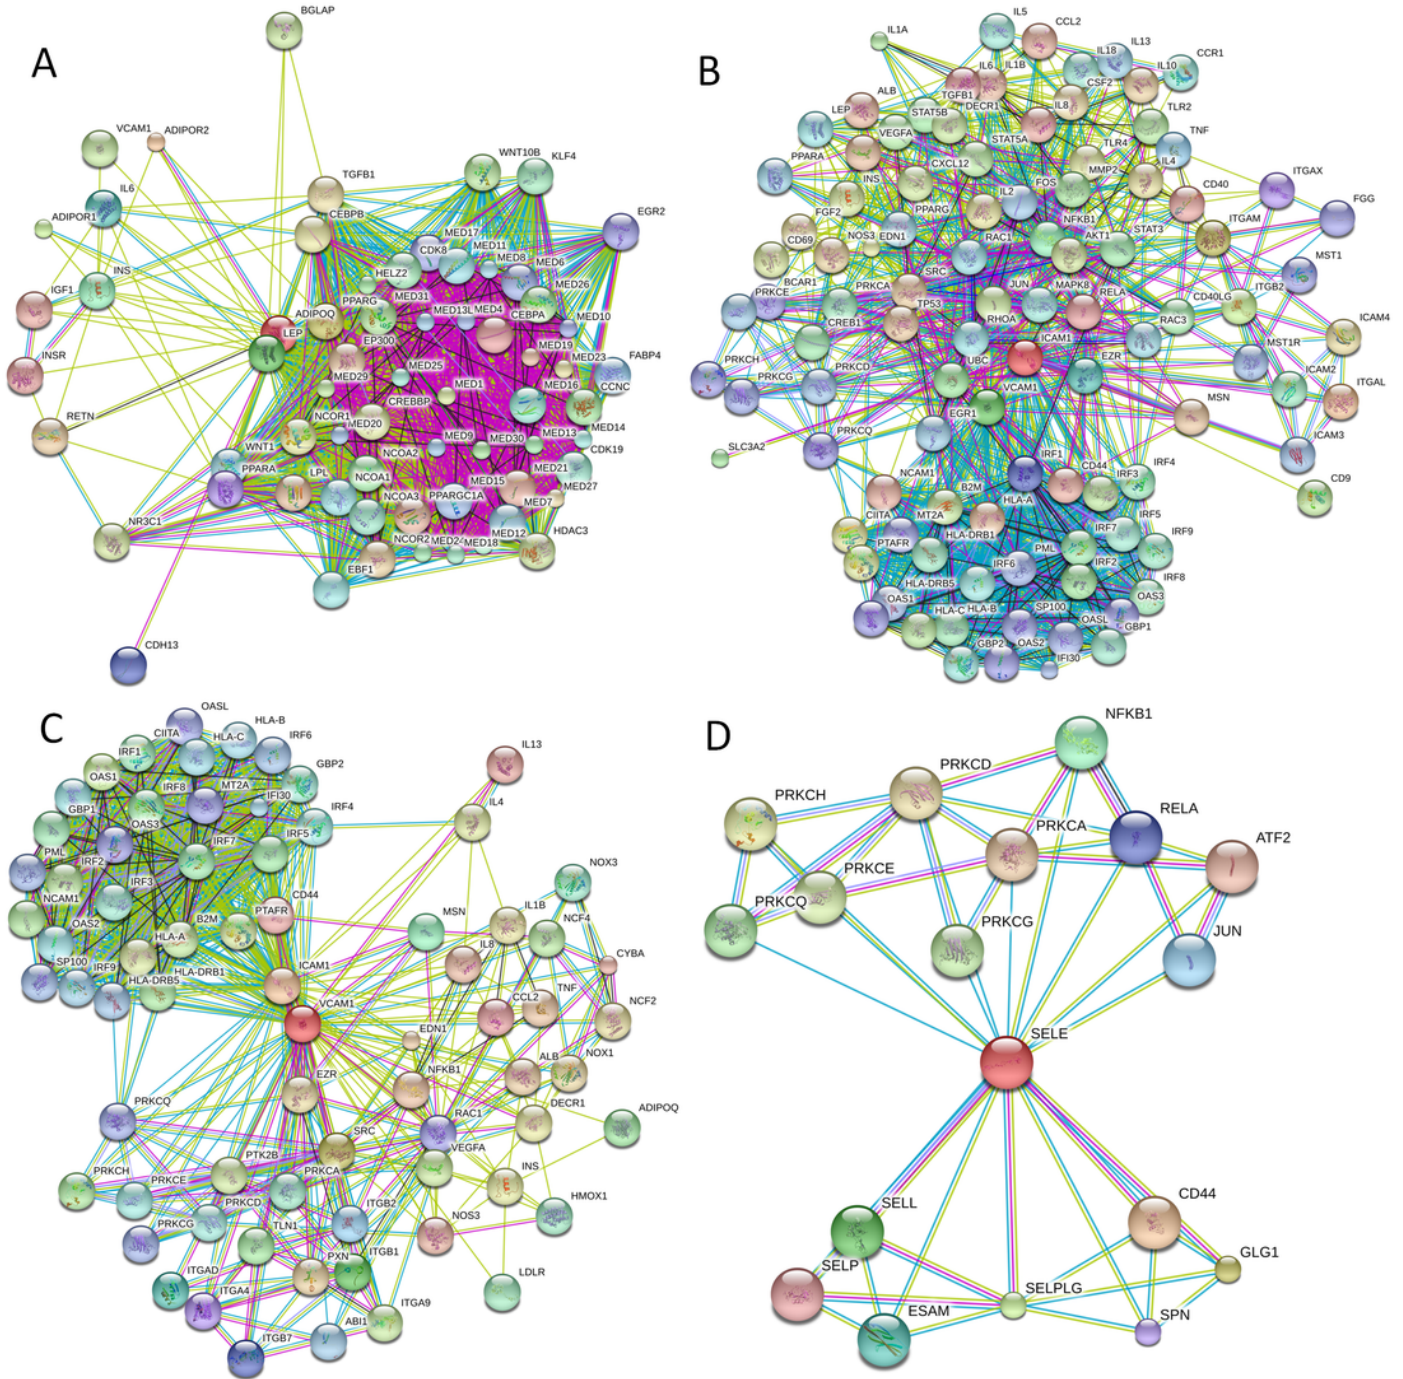 A
BGLAP
VCAM1
ADIPOR2
WNT10B
KLF4
TGFB1
IL6
CEBPB
EGR2
ADIPOR1
MED17
MED11
CDK8
MED8
MED6
HELZ2
INS
MED26
IGF1
PPARG
MED31
ADIPOQ
MED13L
MED4
CEBPA
MED10
LEP
EP300
MED19
MED23
INSR
MED25
FABP4
MED29
MED1
MED16
CCNC
CREBBP
RETN
NCOR1
MED14
MED20
MED9
MED30
MED13
CDK19
WNT1
NCOA2
PPARA
LPL
NCOA1
MED15
MED21
MED27
NCOA3
PPARGC1A
MED7
NR3C1
MED12
HDAC3
NCOR2
MED24
MED18
EBF1
CDH13
B
IL5
IL1A
CCL2
IL18
IL13
IL6
IL1B
IL10
CCR1
CSF2
ALB
TGFB1
DECR1
IL8
LEP
STAT5B
TLR2
VEGFA
STAT5A
TNF
TLR4
PPARA
CXCL12
IL4
MMP2
INS
IL2
FOS
CD40
ITGAX
FGF2
PPARG
ITGAM
FGG
NFKB1
CD69
NOS3
EDN1
RAC1
AKT1
STAT3
SRC
MST1
BCAR1
PRKCA
JUN
MAPK8
ITGB2
PRKCE
RELA
CD40LG
TP53
RHOA
RAC3
CREB1
ICAM1
ICAM4
UBC
EZR
MST1R
PRKCH
PRKCD
ICAM2
PRKCG
VCAM1
ITGAL
MSN
EGR1
PRKCQ
ICAM3
SLC3A2
IRF1
IRF4
NCAM1
CD44
IRF3
CD9
B2M
HLA-A
CIITA
MT2A
IRF5
PTAFR
HLA-DRB1
IRF7
IRF9
PML
IRF6
IRF2
HLA-DRB5
IRF8
OAS1
OAS3
HLA-C
HLA-B
SP100
OASL
GBP1
GBP2
OAS2
IFI30
C
OASL
HLA-B
CIITA
HLA-C
IRF6
IRF1
GBP2
OAS1
IRF8
MT2A
IFI30
GBP1
IRF4
OAS3
IRF5
PML
IRF7
IRF2
IRF3
NCAM1
CD44
OAS2
B2M
PTAFR
HLA-A
SP100
IRF9
HLA-DRB1
HLA-DRB5
ICAM1
VCAM1
IL13
IL4
NOX3
IL1B
NCF4
MSN
IL8
CYBA
CCL2
TNF
NCF2
EDN1
ALB
NOX1
EZR
NFKB1
DECR1
ADIPOQ
PRKCQ
RAC1
SRC
VEGFA
PTK2B
PRKCA
INS
PRKCH
PRKCE
HMOX1
PRKCD
ITGB2
NOS3
PRKCG
TLN1
PXN
ITGB1
ITGAD
LDLR
ITGA4
ITGA9
ABI1
ITGB7
D
NFKB1
PRKCD
PRKCH
RELA
PRKCA
ATF2
PRKCE
PRKCQ
PRKCG
JUN
SELE
CD44
SELL
GLG1
SELP
SELPLG
ESAM
SPN